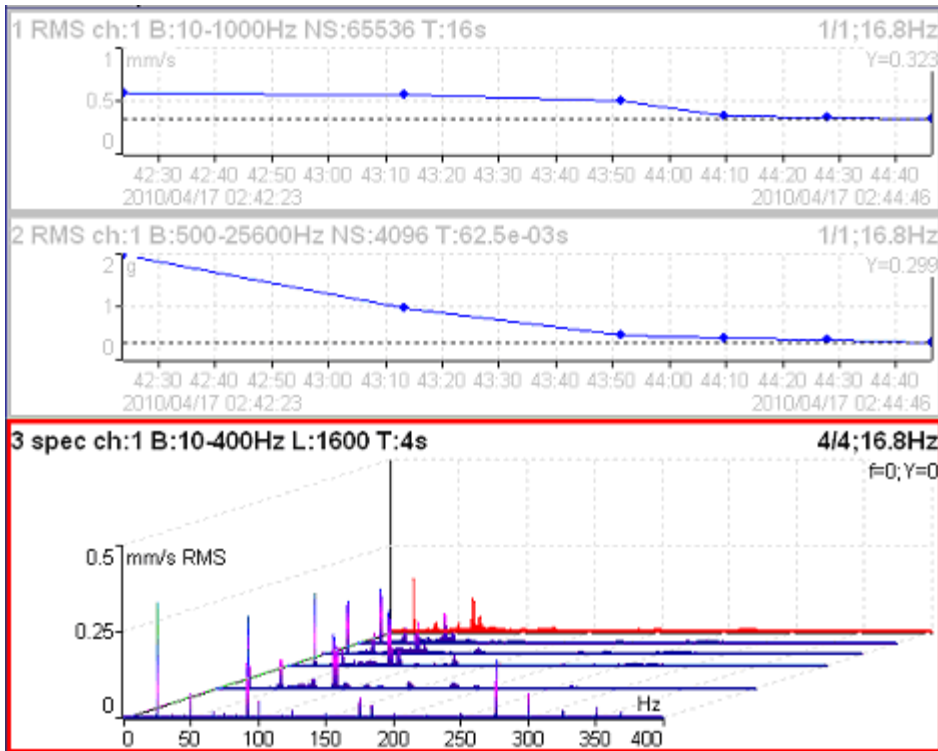 1 RMS ch:1 B:10-1000Hz NS:65536 T:16s 1/1;16.8Hz
1 mm/s Y=0.323
0.5
0
42:30 42:40 42:50 43:00 43:10 43:20 43:30 43:40 43:50 44:00 44:10 44:20 44:30 44:40
2010/04/17 02:42:23 2010/04/17 02:44:46
2 RMS ch:1 B:500-25600Hz NS:4096 T:62.5e-03s 1/1;16.8Hz
2 g Y=0.299
1
0
42:30 42:40 42:50 43:00 43:10 43:20 43:30 43:40 43:50 44:00 44:10 44:20 44:30 44:40
2010/04/17 02:42:23 2010/04/17 02:44:46
3 spec ch:1 B:10-400Hz L:1600 T:4s 4/4;16.8Hz
f=0;Y=0
0.5 mm/s RMS
0.25
0 Hz
0 50 100 150 200 250 300 350 400